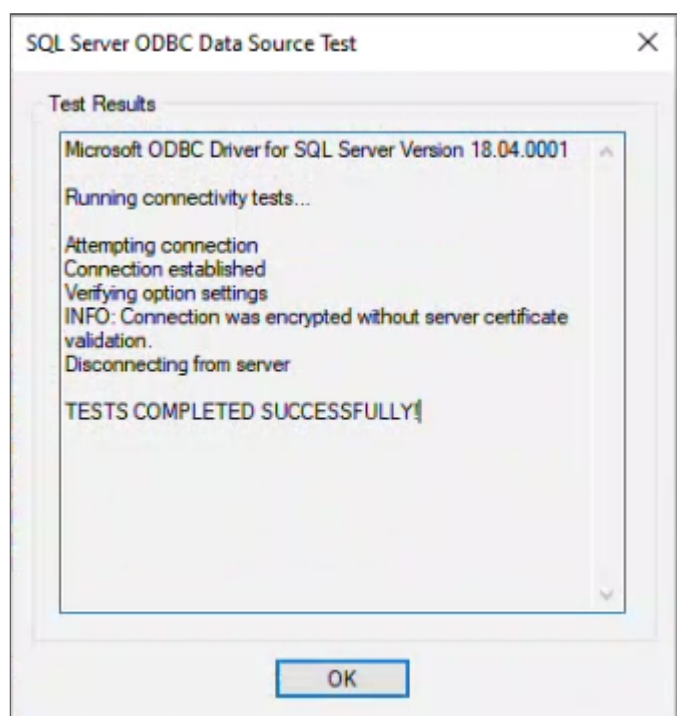 SQL Server ODBC Data Source Test
Test Results
Microsoft ODBC Driver for SQL Server Version 18.04.0001
Running connectivity tests...
Attempting connection
Connection established
Verifying option settings
INFO: Connection was encrypted without server certificate
validation.
Disconnecting from server
TESTS COMPLETED SUCCESSFULLY!
OK